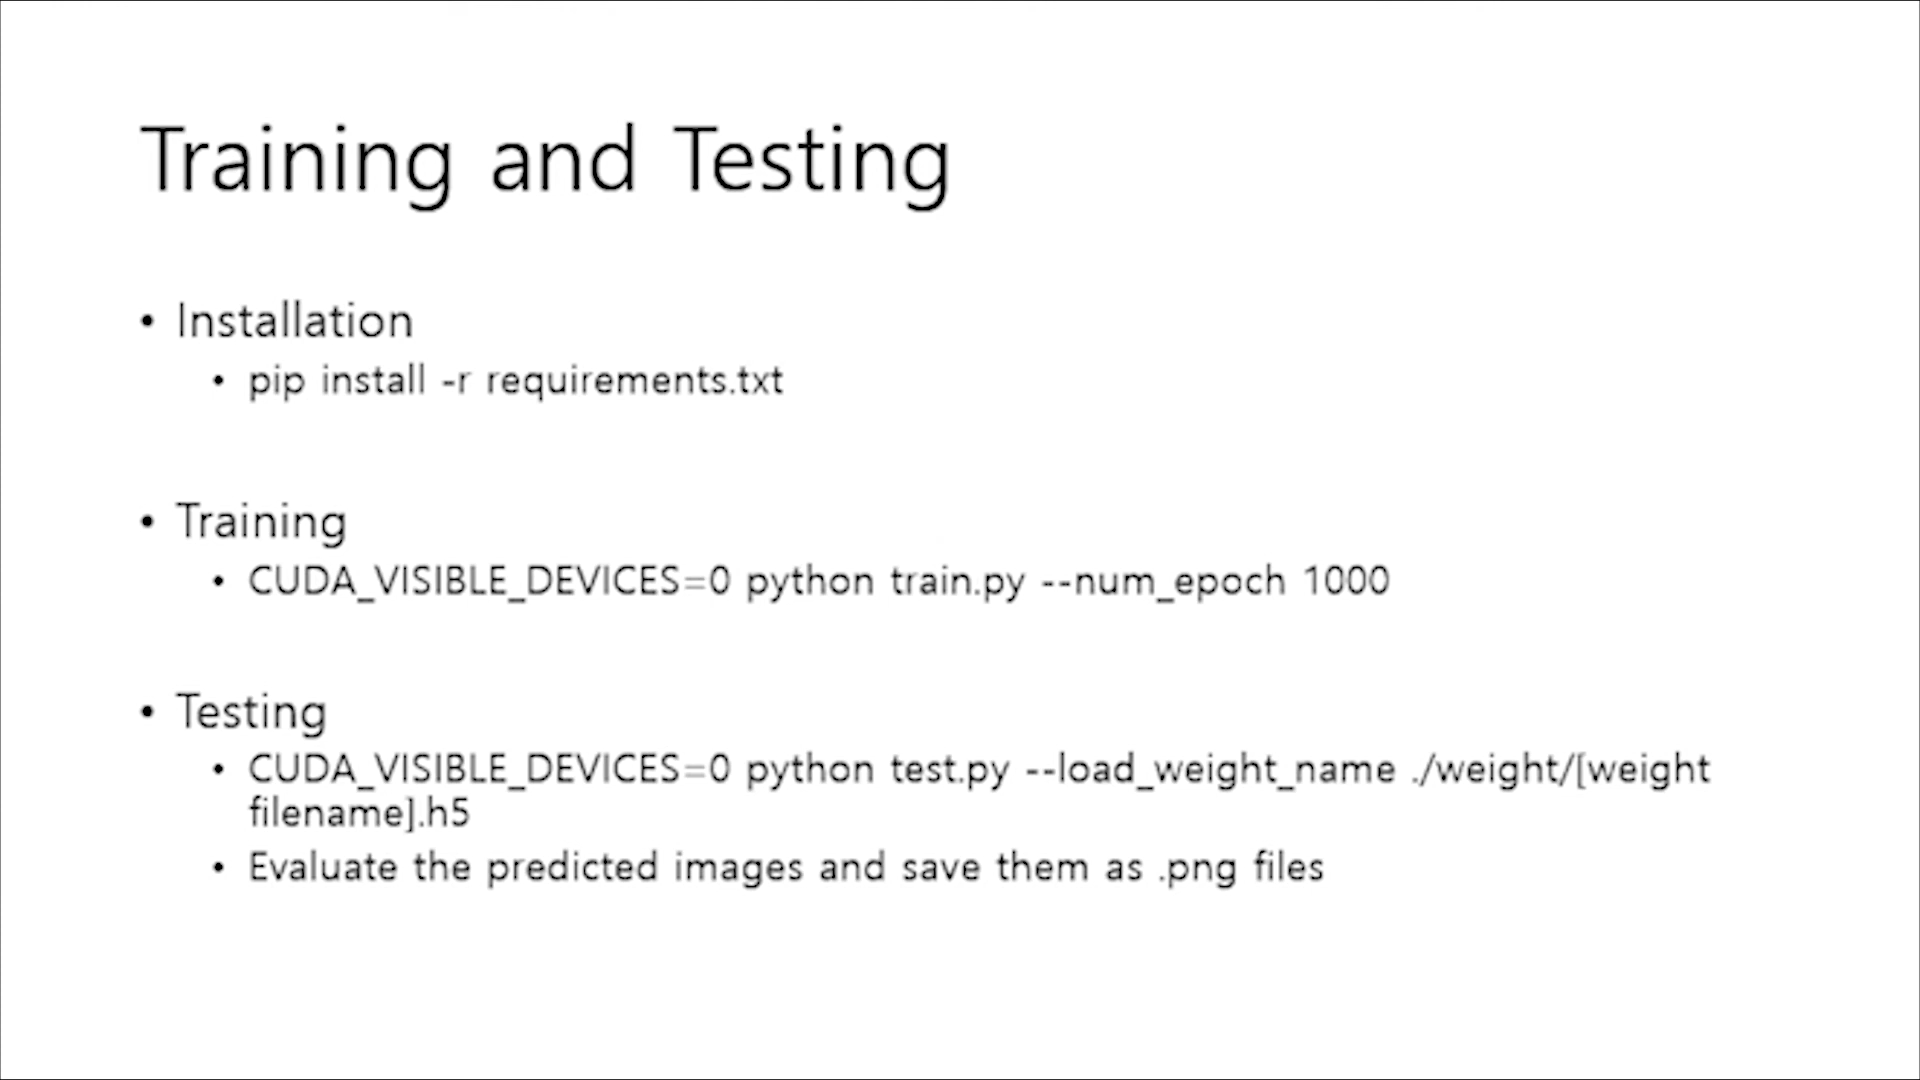 Training and Testing
• Installation
• pip install -r requirements.txt
• Training
• CUDA_VISIBLE_DEVICES=0 python train.py --num_epoch 1000
• Testing
• CUDA_VISIBLE_DEVICES=0 python test.py --load_weight_name ./weight/[weight
filename].h5
• Evaluate the predicted images and save them as .png files